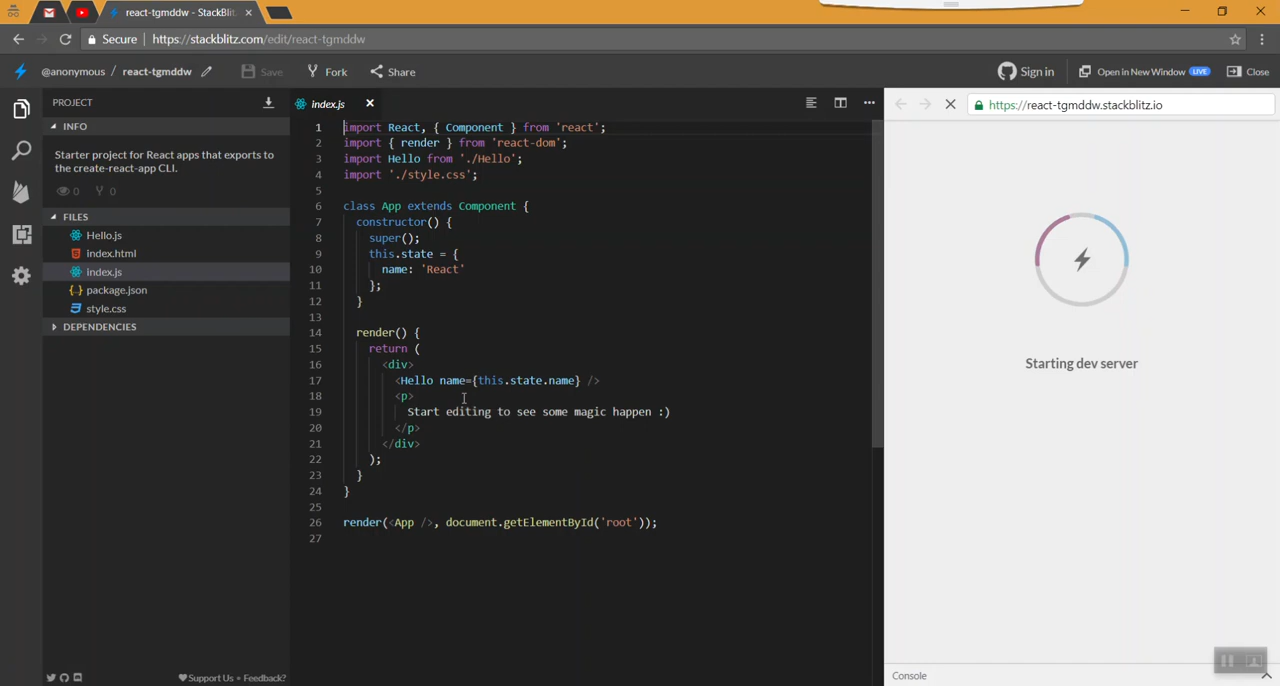 react-tgmddw - StackBlitz
Secure | https://stackblitz.com/edit/react-tgmddw
@anonymous / react-tgmddw
Save
Fork
Share
Sign in
Open in New Window LIVE
Close
PROJECT
INFO
Starter project for React apps that exports to
the create-react-app CLI.
0 0
FILES
Hello.js
index.html
index.js
package.json
style.css
DEPENDENCIES
Support Us • Feedback?
index.js
1 import React, { Component } from 'react';
2 import { render } from 'react-dom';
3 import Hello from './Hello';
4 import './style.css';
5
6 class App extends Component {
7 constructor() {
8 super();
9 this.state = {
10 name: 'React'
11 };
12 }
13
14 render() {
15 return (
16 <div>
17 <Hello name={this.state.name} />
18 <p>
19 Start editing to see some magic happen :)
20 </p>
21 </div>
22 );
23 }
24 }
25
26 render(<App />, document.getElementById('root'));
27
https://react-tgmddw.stackblitz.io
Starting dev server
Console